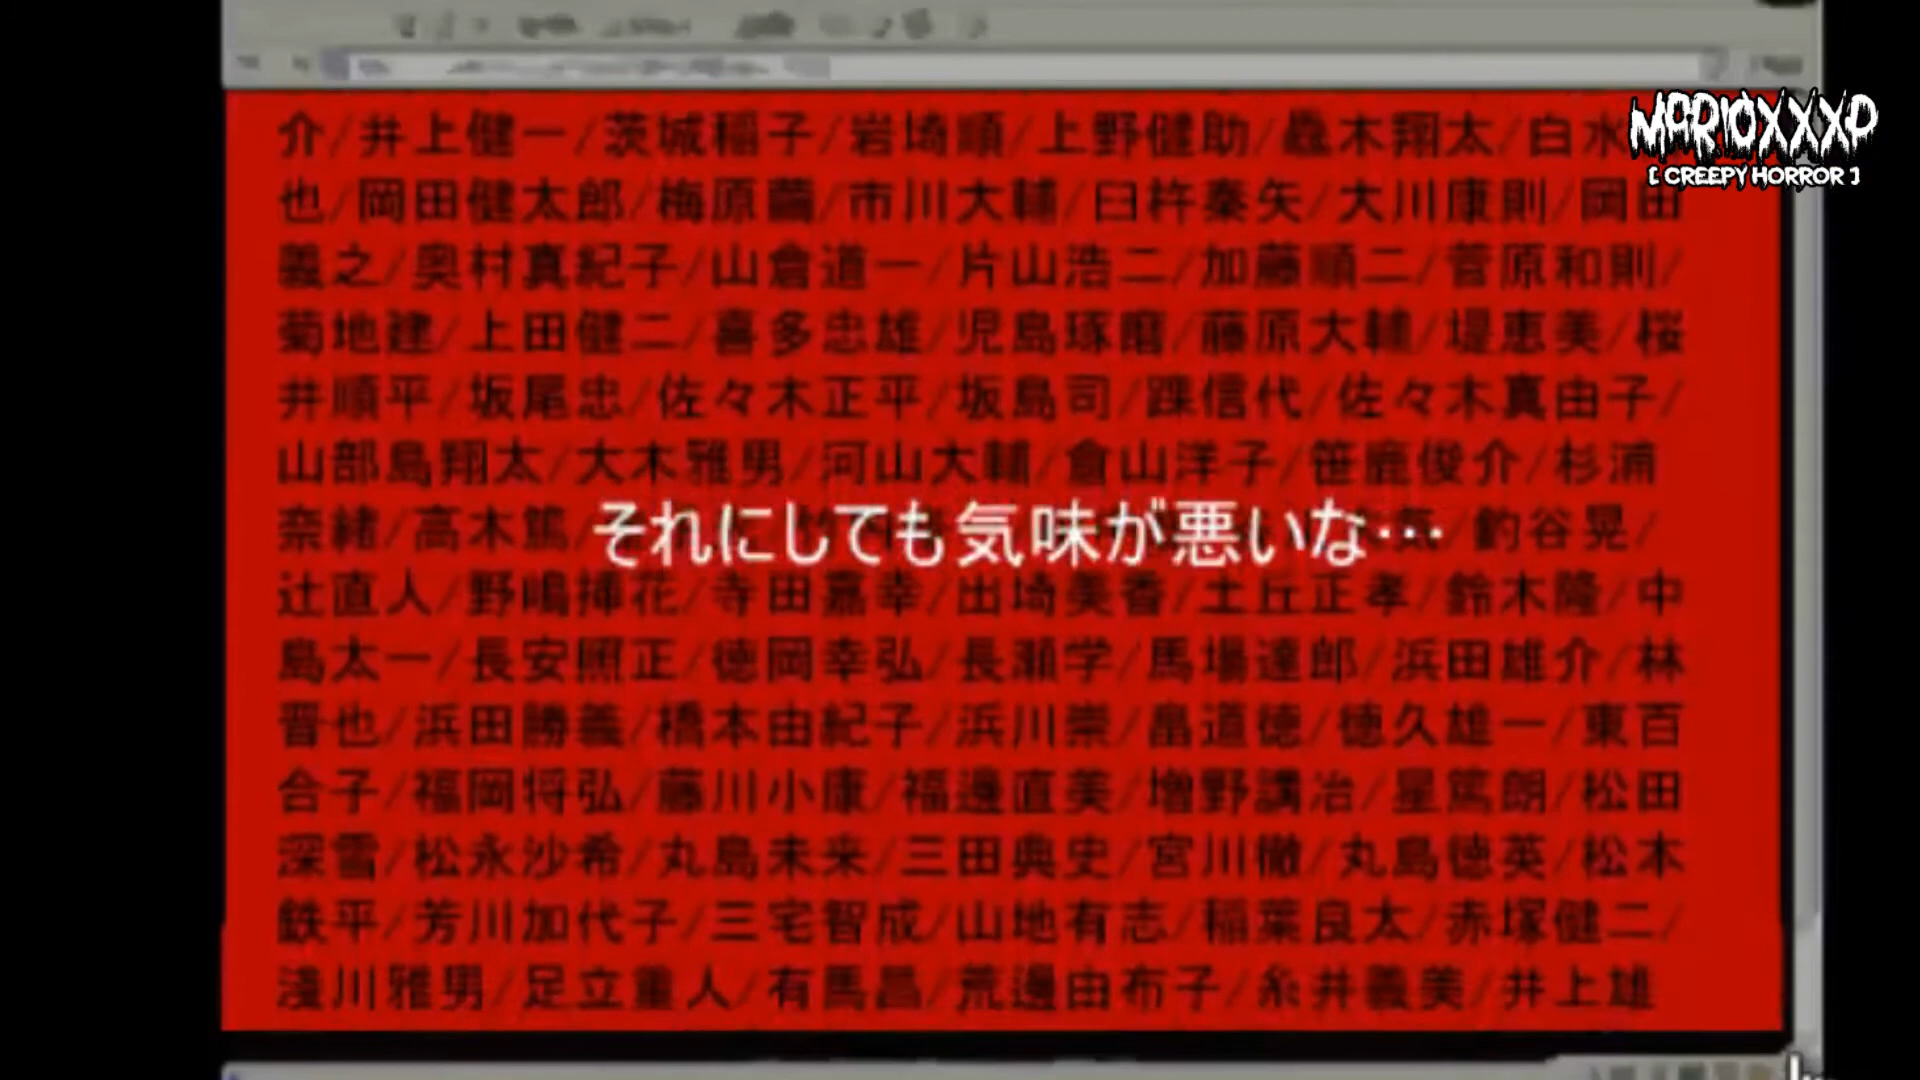 MARIOXXXP
[ CREEPY HORROR ]
介/井上健一/茨城稲子/岩埼順/上野健助/轟木翔太/白水
也/岡田健太郎/梅原繭/市川大輔/臼杵秦矢/大川康則/岡田
義之/奥村真紀子/山倉道一/片山浩二/加藤順二/菅原和則/
菊地建/上田健二/喜多忠雄/児島琢磨/藤原大輔/堤恵美/桜
井順平/坂尾忠/佐々木正平/坂島司/踝信代/佐々木真由子/
山部島翔太/大木雅男/河山大輔/倉山洋子/笹鹿俊介/杉浦
奈緒/高木篤/
それにしても気味が悪いな…
釣谷晃/
辻直人/野嶋挿花/寺田嘉幸/出埼美香/土丘正孝/鈴木隆/中
島太一/長安照正/徳岡幸弘/長瀬学/馬場達郎/浜田雄介/林
晋也/浜田勝義/橋本由紀子/浜川崇/畠道徳/徳久雄一/東百
合子/福岡将弘/藤川小康/福邊直美/増野講治/星篤朗/松田
深雪/松永沙希/丸島未来/三田典史/宮川徹/丸島徳英/松本
鉄平/芳川加代子/三宅智成/山地有志/稲葉良太/赤塚健二/
淺川雅男/足立重人/有馬昌/荒邊由布子/糸井義美/井上雄